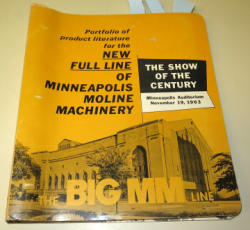 Portfolio of
product literature
for the
NEW
FULL LINE
OF
MINNEAPOLIS
MOLINE
MACHINERY
THE SHOW
OF THE
CENTURY
Minneapolis Auditorium
November 19, 1963
THE BIG MM LINE